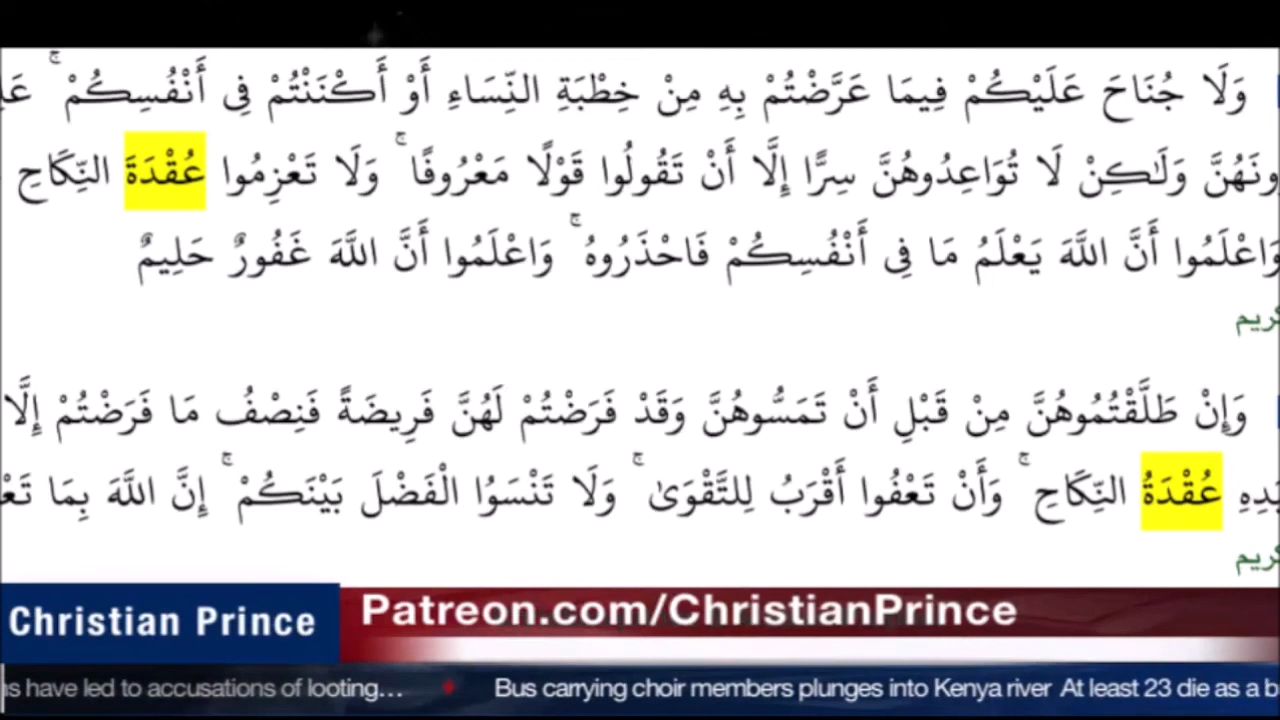 وَلَا جُنَاحَ عَلَيْكُمْ فِيمَا عَرَّضْتُمْ بِهِ مِنْ خِطْبَةِ النِّسَاءِ أَوْ أَكْنَنْتُمْ فِي أَنْفُسِكُمْ ۚ
وَلَٰكِنْ لَا تُوَاعِدُوهُنَّ سِرًّا إِلَّا أَنْ تَقُولُوا قَوْلًا مَعْرُوفًا ۚ وَلَا تَعْزِمُوا عُقْدَةَ النِّكَاحِ
وَاعْلَمُوا أَنَّ اللَّهَ يَعْلَمُ مَا فِي أَنْفُسِكُمْ فَاحْذَرُوهُ ۚ وَاعْلَمُوا أَنَّ اللَّهَ غَفُورٌ حَلِيمٌ
وَإِنْ طَلَّقْتُمُوهُنَّ مِنْ قَبْلِ أَنْ تَمَسُّوهُنَّ وَقَدْ فَرَضْتُمْ لَهُنَّ فَرِيضَةً فَنِصْفُ مَا فَرَضْتُمْ إِلَّا
عُقْدَةُ النِّكَاحِ ۚ وَأَنْ تَعْفُوا أَقْرَبُ لِلتَّقْوَىٰ ۚ وَلَا تَنْسَوُا الْفَضْلَ بَيْنَكُمْ ۚ إِنَّ اللَّهَ بِمَا
Christian Prince
Patreon.com/ChristianPrince
have led to accusations of looting... Bus carrying choir members plunges into Kenya river At least 23 die as a